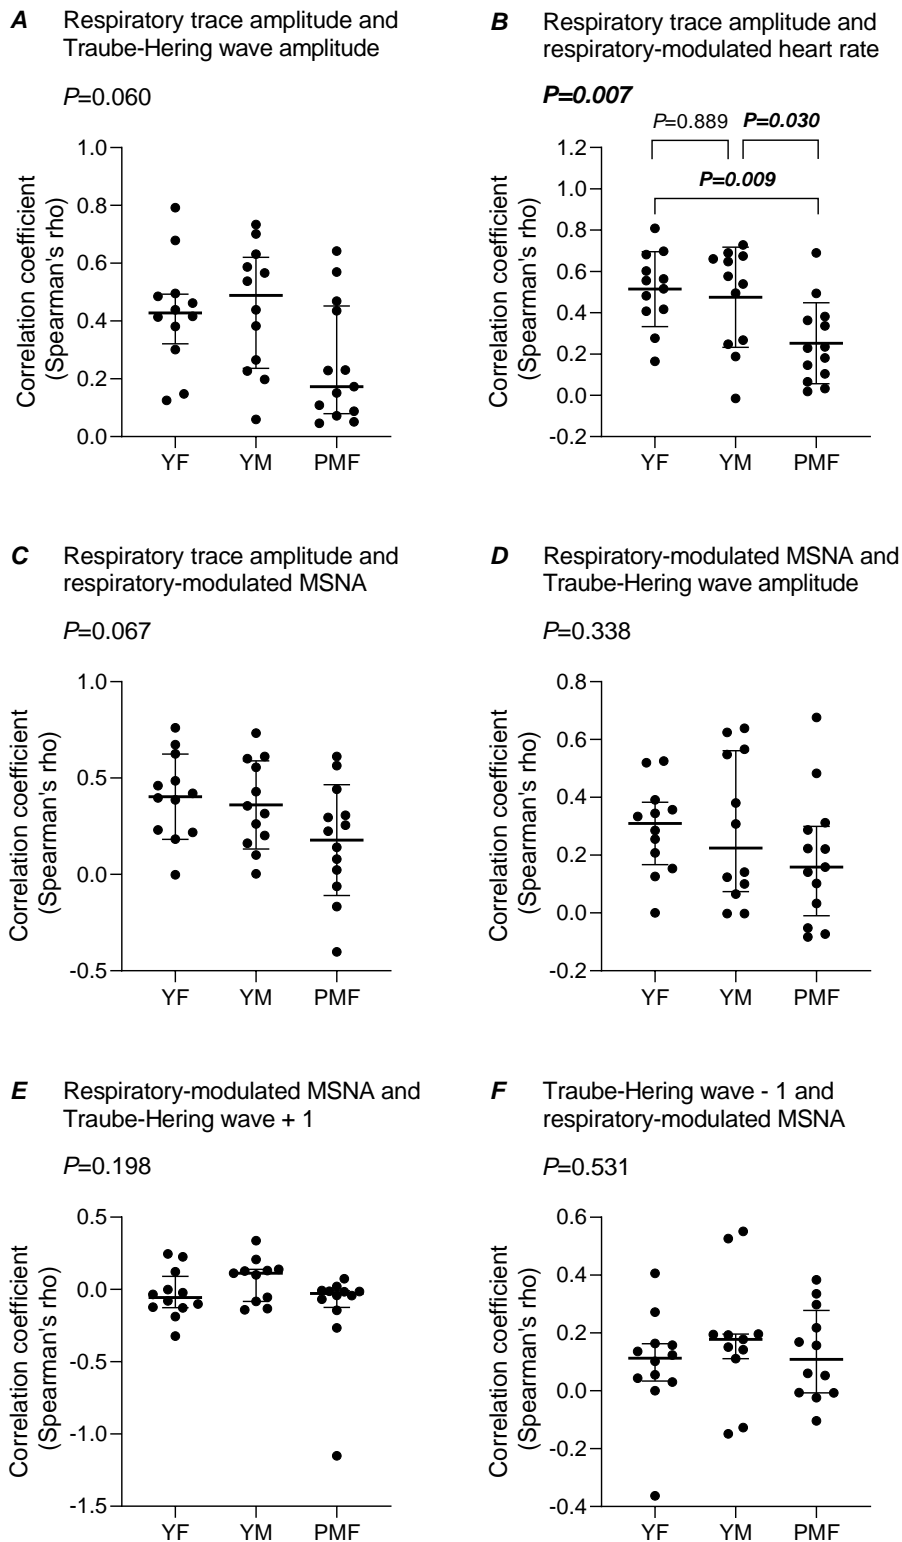 A Respiratory trace amplitude and
Traube-Hering wave amplitude
P=0.060
Correlation coefficient
(Spearman's rho)
1.0
0.8
0.6
0.4
0.2
0.0
YF YM PMF
B Respiratory trace amplitude and
respiratory-modulated heart rate
P=0.007
P=0.889 P=0.030
P=0.009
Correlation coefficient
(Spearman's rho)
1.2
1.0
0.8
0.6
0.4
0.2
0.0
-0.2
YF YM PMF
C Respiratory trace amplitude and
respiratory-modulated MSNA
P=0.067
Correlation coefficient
(Spearman's rho)
1.0
0.5
0.0
-0.5
YF YM PMF
D Respiratory-modulated MSNA and
Traube-Hering wave amplitude
P=0.338
Correlation coefficient
(Spearman's rho)
0.8
0.6
0.4
0.2
0.0
-0.2
YF YM PMF
E Respiratory-modulated MSNA and
Traube-Hering wave + 1
P=0.198
Correlation coefficient
(Spearman's rho)
0.5
0.0
-0.5
-1.0
-1.5
YF YM PMF
F Traube-Hering wave - 1 and
respiratory-modulated MSNA
P=0.531
Correlation coefficient
(Spearman's rho)
0.6
0.4
0.2
0.0
-0.2
-0.4
YF YM PMF